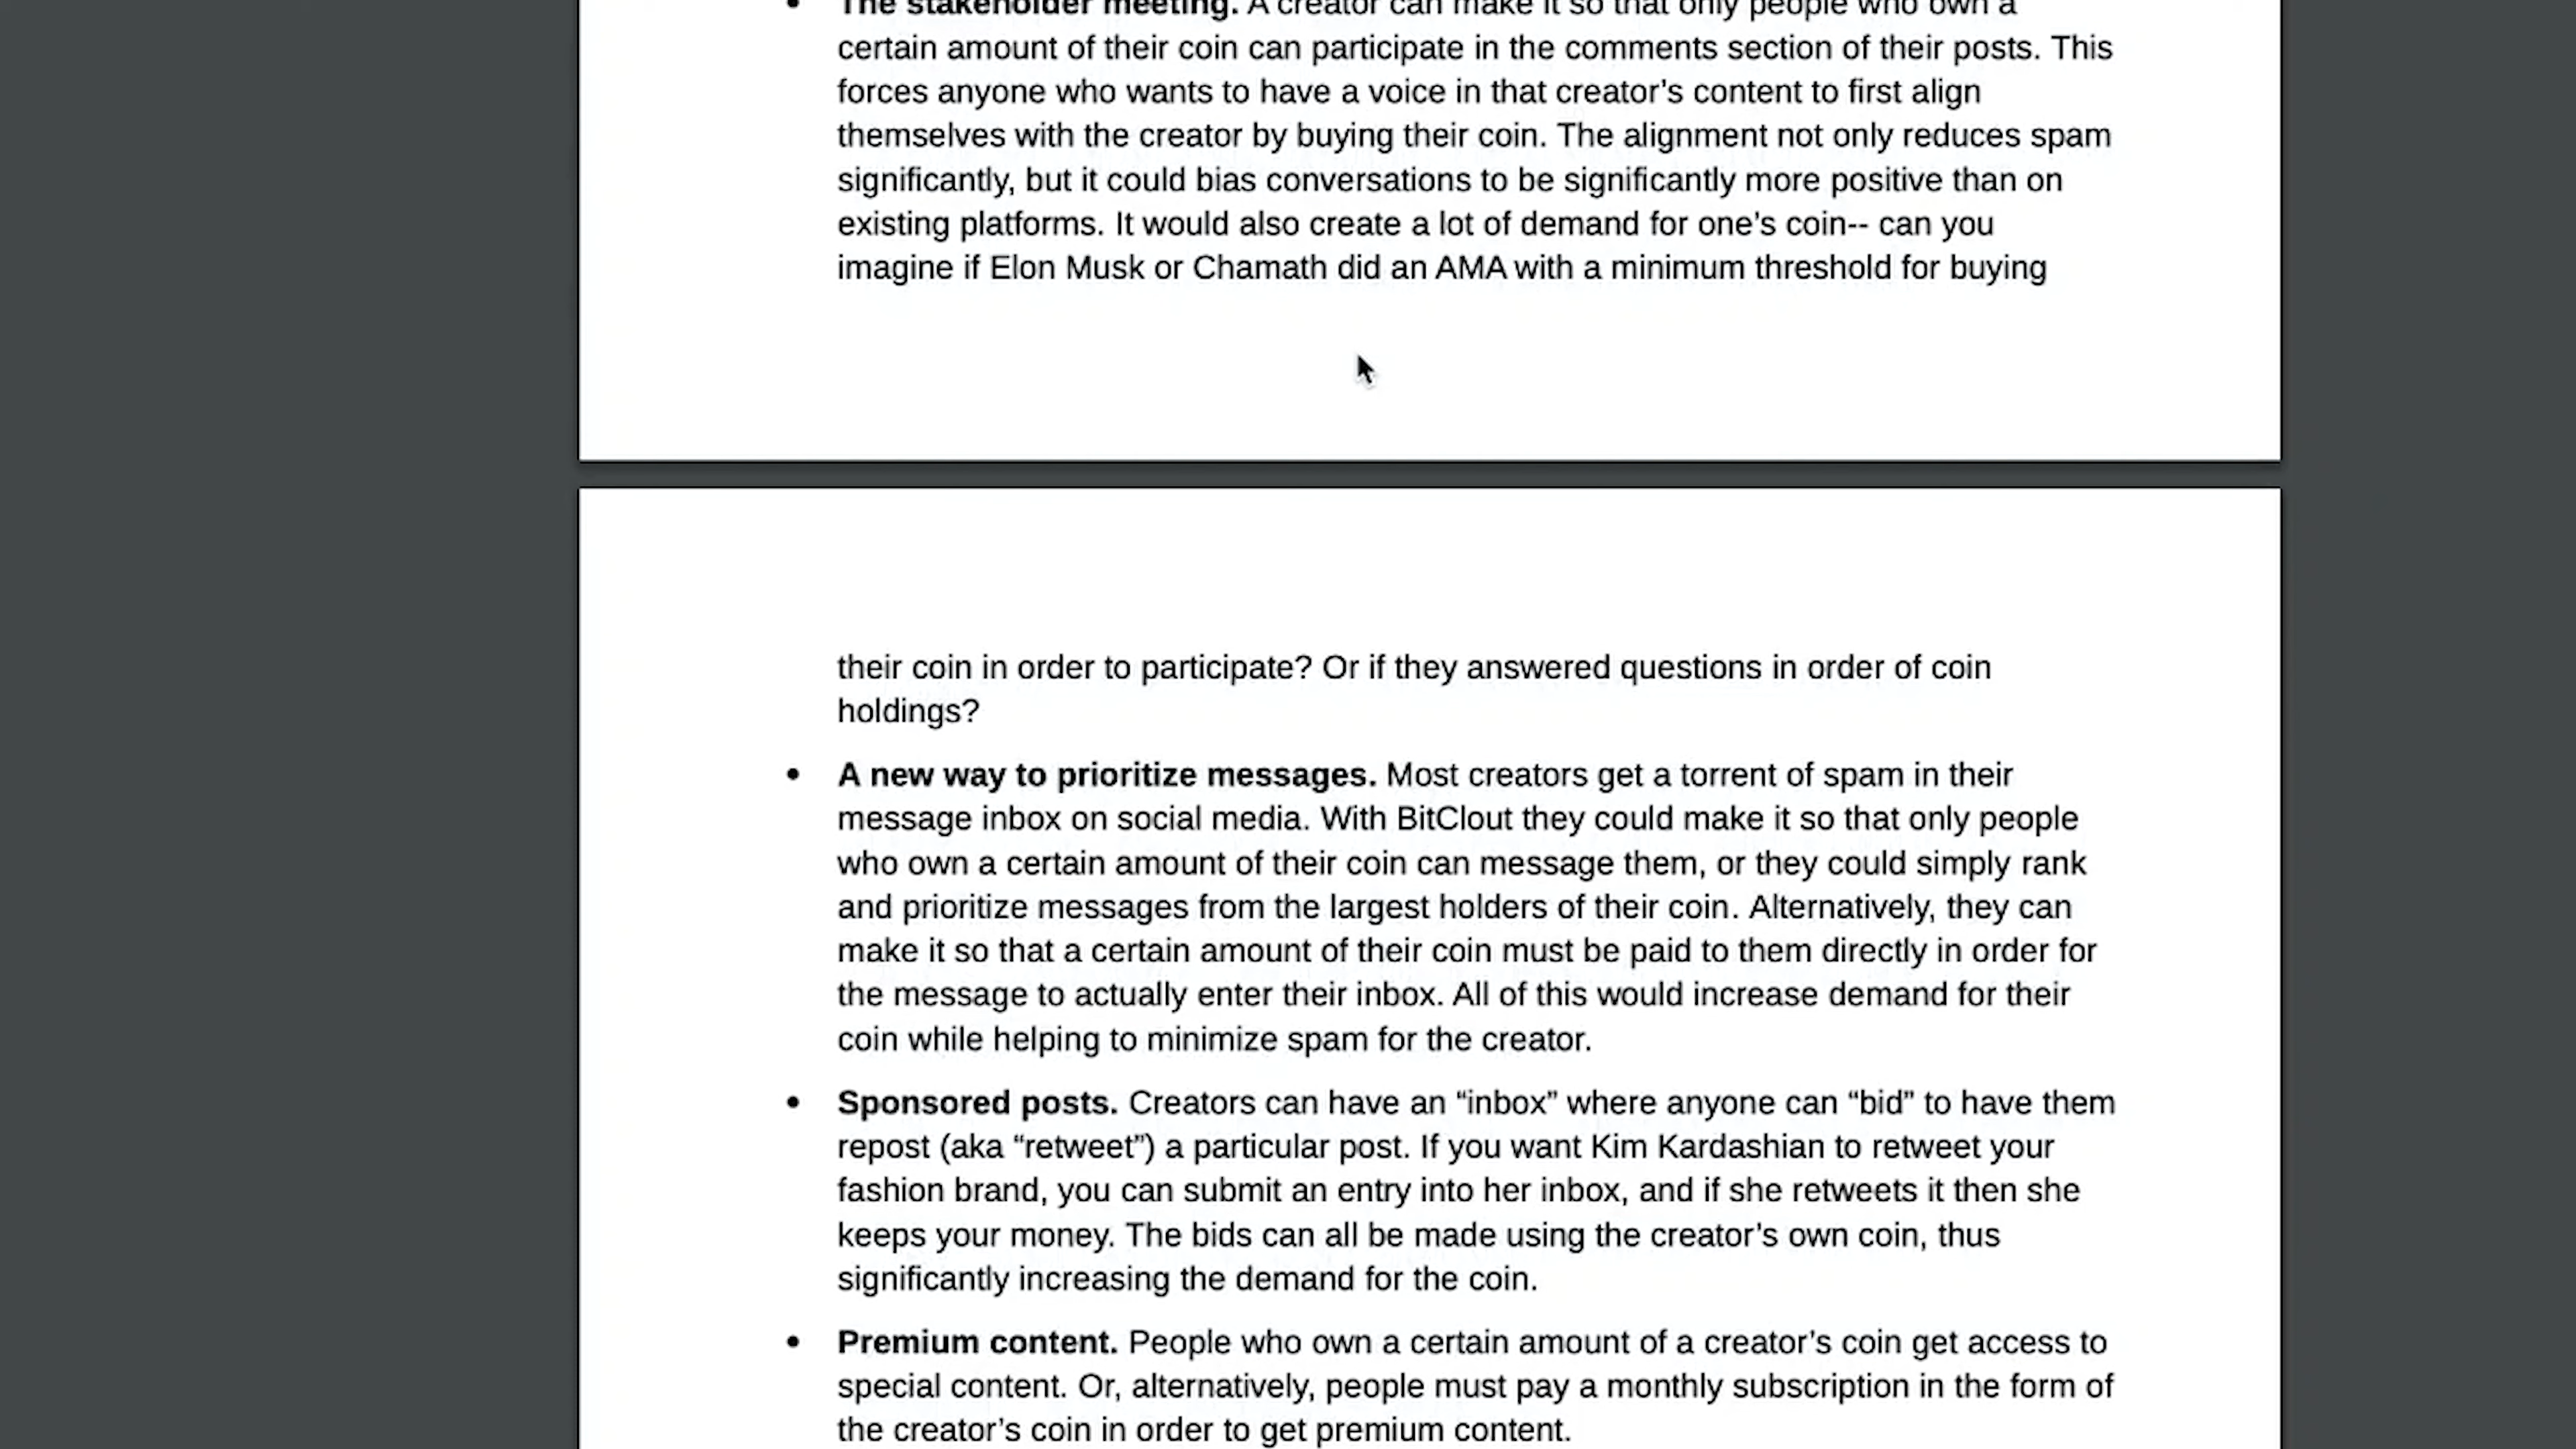 • The stakeholder meeting. A creator can make it so that only people who own a
certain amount of their coin can participate in the comments section of their posts. This
forces anyone who wants to have a voice in that creator’s content to first align
themselves with the creator by buying their coin. The alignment not only reduces spam
significantly, but it could bias conversations to be significantly more positive than on
existing platforms. It would also create a lot of demand for one’s coin-- can you
imagine if Elon Musk or Chamath did an AMA with a minimum threshold for buying
their coin in order to participate? Or if they answered questions in order of coin
holdings?
• A new way to prioritize messages. Most creators get a torrent of spam in their
message inbox on social media. With BitClout they could make it so that only people
who own a certain amount of their coin can message them, or they could simply rank
and prioritize messages from the largest holders of their coin. Alternatively, they can
make it so that a certain amount of their coin must be paid to them directly in order for
the message to actually enter their inbox. All of this would increase demand for their
coin while helping to minimize spam for the creator.
• Sponsored posts. Creators can have an “inbox” where anyone can “bid” to have them
repost (aka “retweet”) a particular post. If you want Kim Kardashian to retweet your
fashion brand, you can submit an entry into her inbox, and if she retweets it then she
keeps your money. The bids can all be made using the creator’s own coin, thus
significantly increasing the demand for the coin.
• Premium content. People who own a certain amount of a creator’s coin get access to
special content. Or, alternatively, people must pay a monthly subscription in the form of
the creator’s coin in order to get premium content.